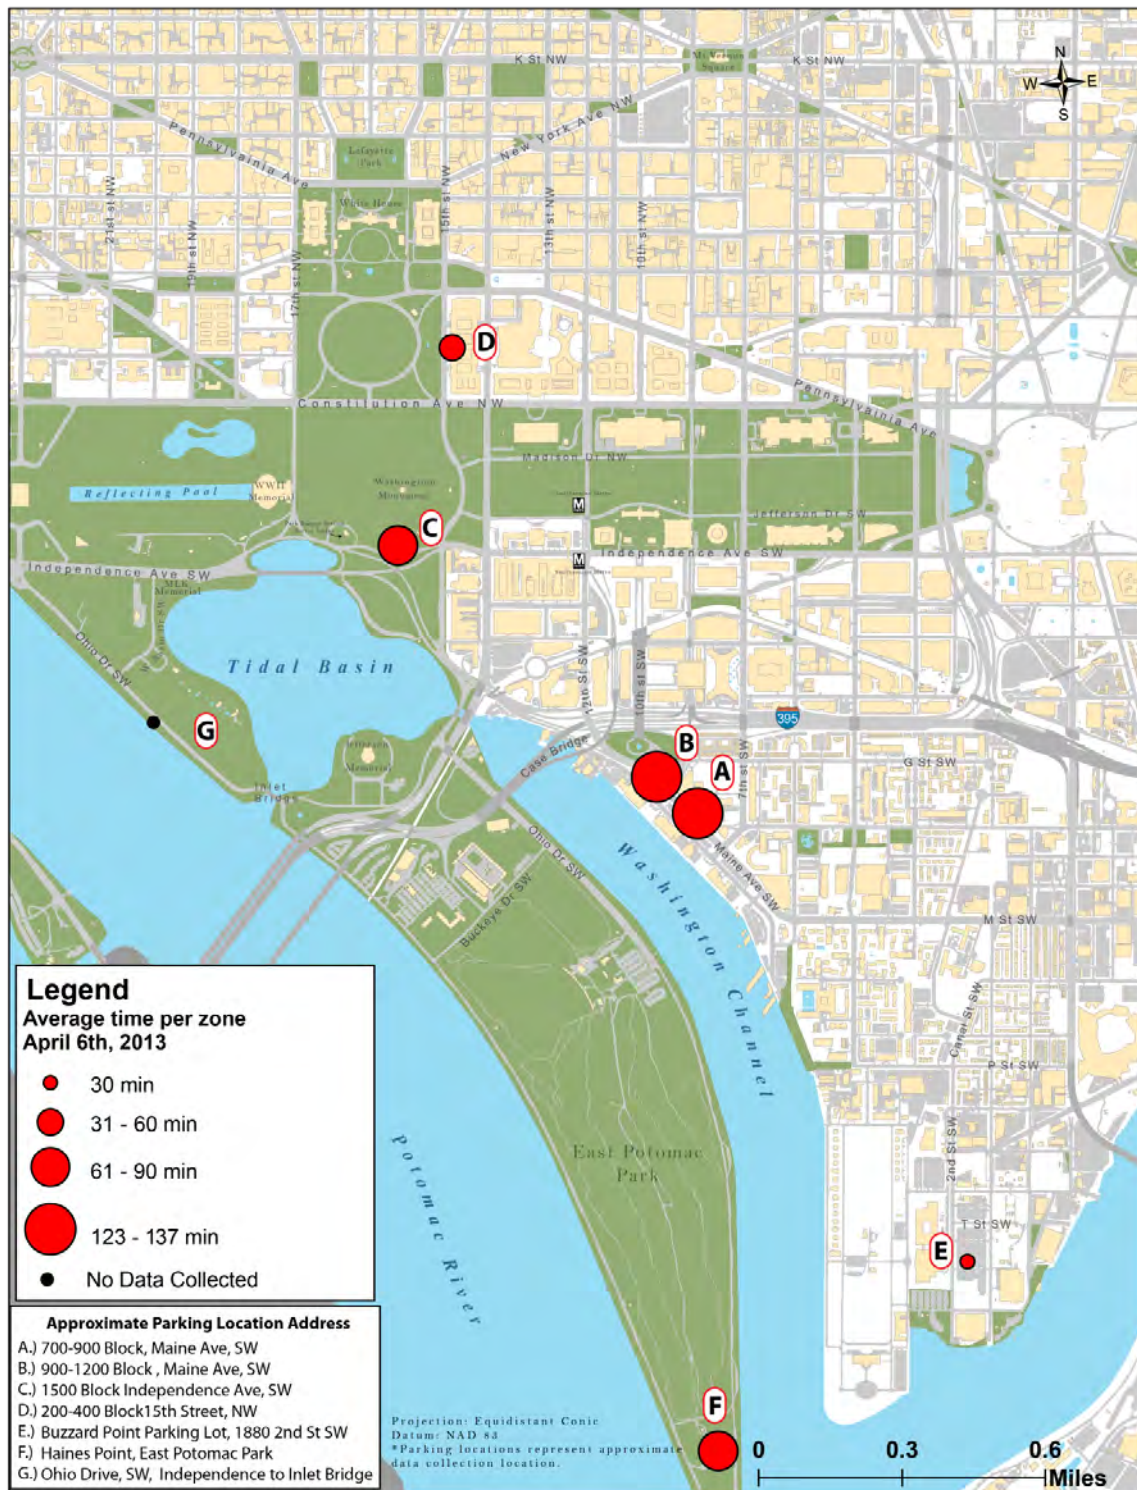 K St NW
Mt Vernon
Square
K St NW
N
W E
S
Pennsylvainia Ave
New York Ave NW
Lafayette
Park
White House
15th st NW
21st st NW
19th st NW
17th st NW
13th st NW
10th st NW
D
Constilution Ave NW
Pennsylvainia Ave
Madison Dr NW
Reflecting Pool
WWII
Memorial
Washington
Monument
C
M
Jefferson Dr SW
Independence Ave SW
M
Independence Ave SW
MLK
Memorial
Ohio Dr SW
Tidal Basin
12th St SW
10th st SW
395
G
B
A
7th st SW
G St SW
Case Bridge
Jefferson
Memorial
Inlet
Bridge
Ohio Dr SW
Maine Ave SW
Washington Channel
Buckeye Dr SW
M St SW
Canal St SW
P St SW
2nd St SW
T St SW
E
East Potomac
Park
Potomac River
F
Legend
Average time per zone
April 6th, 2013
30 min
31 - 60 min
61 - 90 min
123 - 137 min
No Data Collected
Approximate Parking Location Address
A.) 700-900 Block, Maine Ave, SW
B.) 900-1200 Block , Maine Ave, SW
C.) 1500 Block Independence Ave, SW
D.) 200-400 Block15th Street, NW
E.) Buzzard Point Parking Lot, 1880 2nd St SW
F.) Haines Point, East Potomac Park
G.) Ohio Drive, SW, Independence to Inlet Bridge
Projection: Equidistant Conic
Datum: NAD 83
*Parking locations represent approximate
data collection location.
0 0.3 0.6
Miles